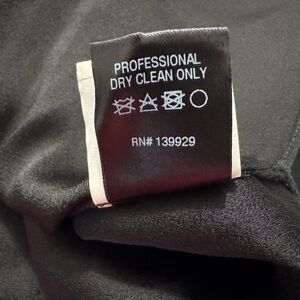 PROFESSIONAL
DRY CLEAN ONLY
RN# 139929